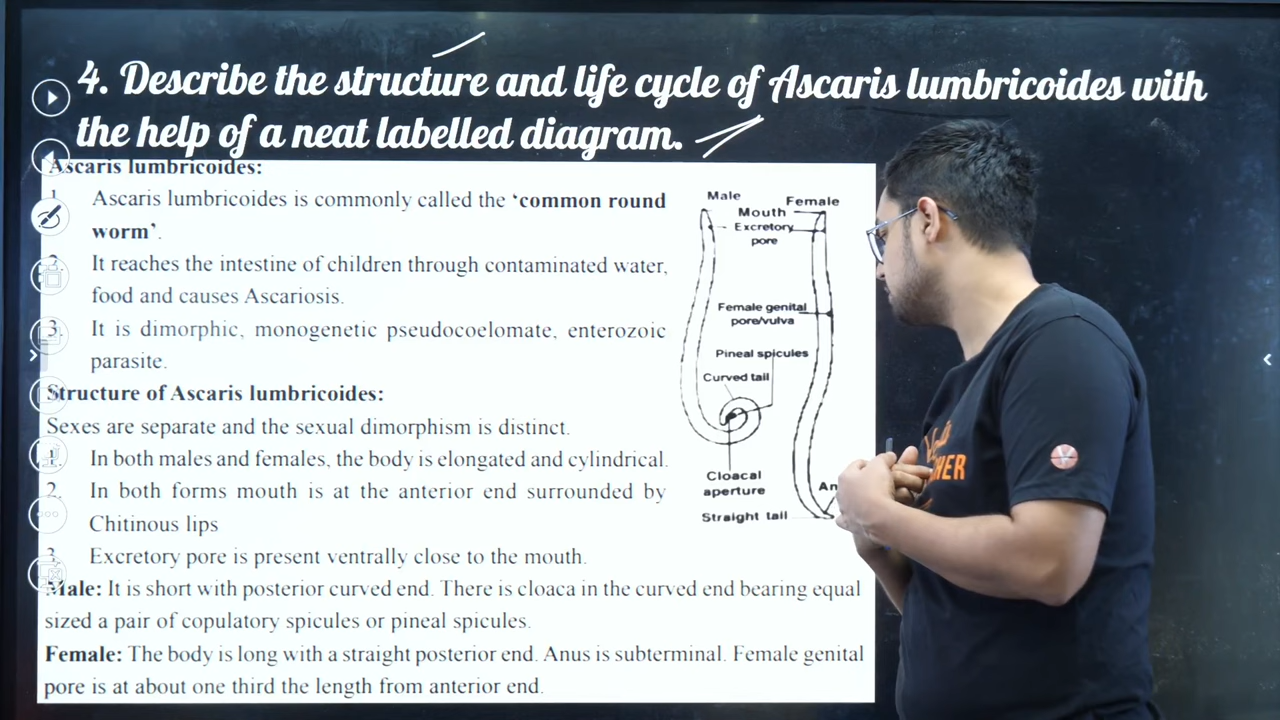 4. Describe the structure and life cycle of Ascaris lumbricoides with
the help of a neat labelled diagram.
Ascaris lumbricoides:
1. Ascaris lumbricoides is commonly called the ‘common round
worm’.
2. It reaches the intestine of children through contaminated water,
food and causes Ascariosis.
3. It is dimorphic, monogenetic pseudocoelomate, enterozoic
parasite.
Structure of Ascaris lumbricoides:
Sexes are separate and the sexual dimorphism is distinct.
1. In both males and females, the body is elongated and cylindrical.
2. In both forms mouth is at the anterior end surrounded by
Chitinous lips
3. Excretory pore is present ventrally close to the mouth.
Male: It is short with posterior curved end. There is cloaca in the curved end bearing equal
sized a pair of copulatory spicules or pineal spicules.
Female: The body is long with a straight posterior end. Anus is subterminal. Female genital
pore is at about one third the length from anterior end.
Male
Female
Mouth
Excretory
pore
Female genital
pore/vulva
Pineal spicules
Curved tail
Cloacal
aperture
An
Straight tail
V